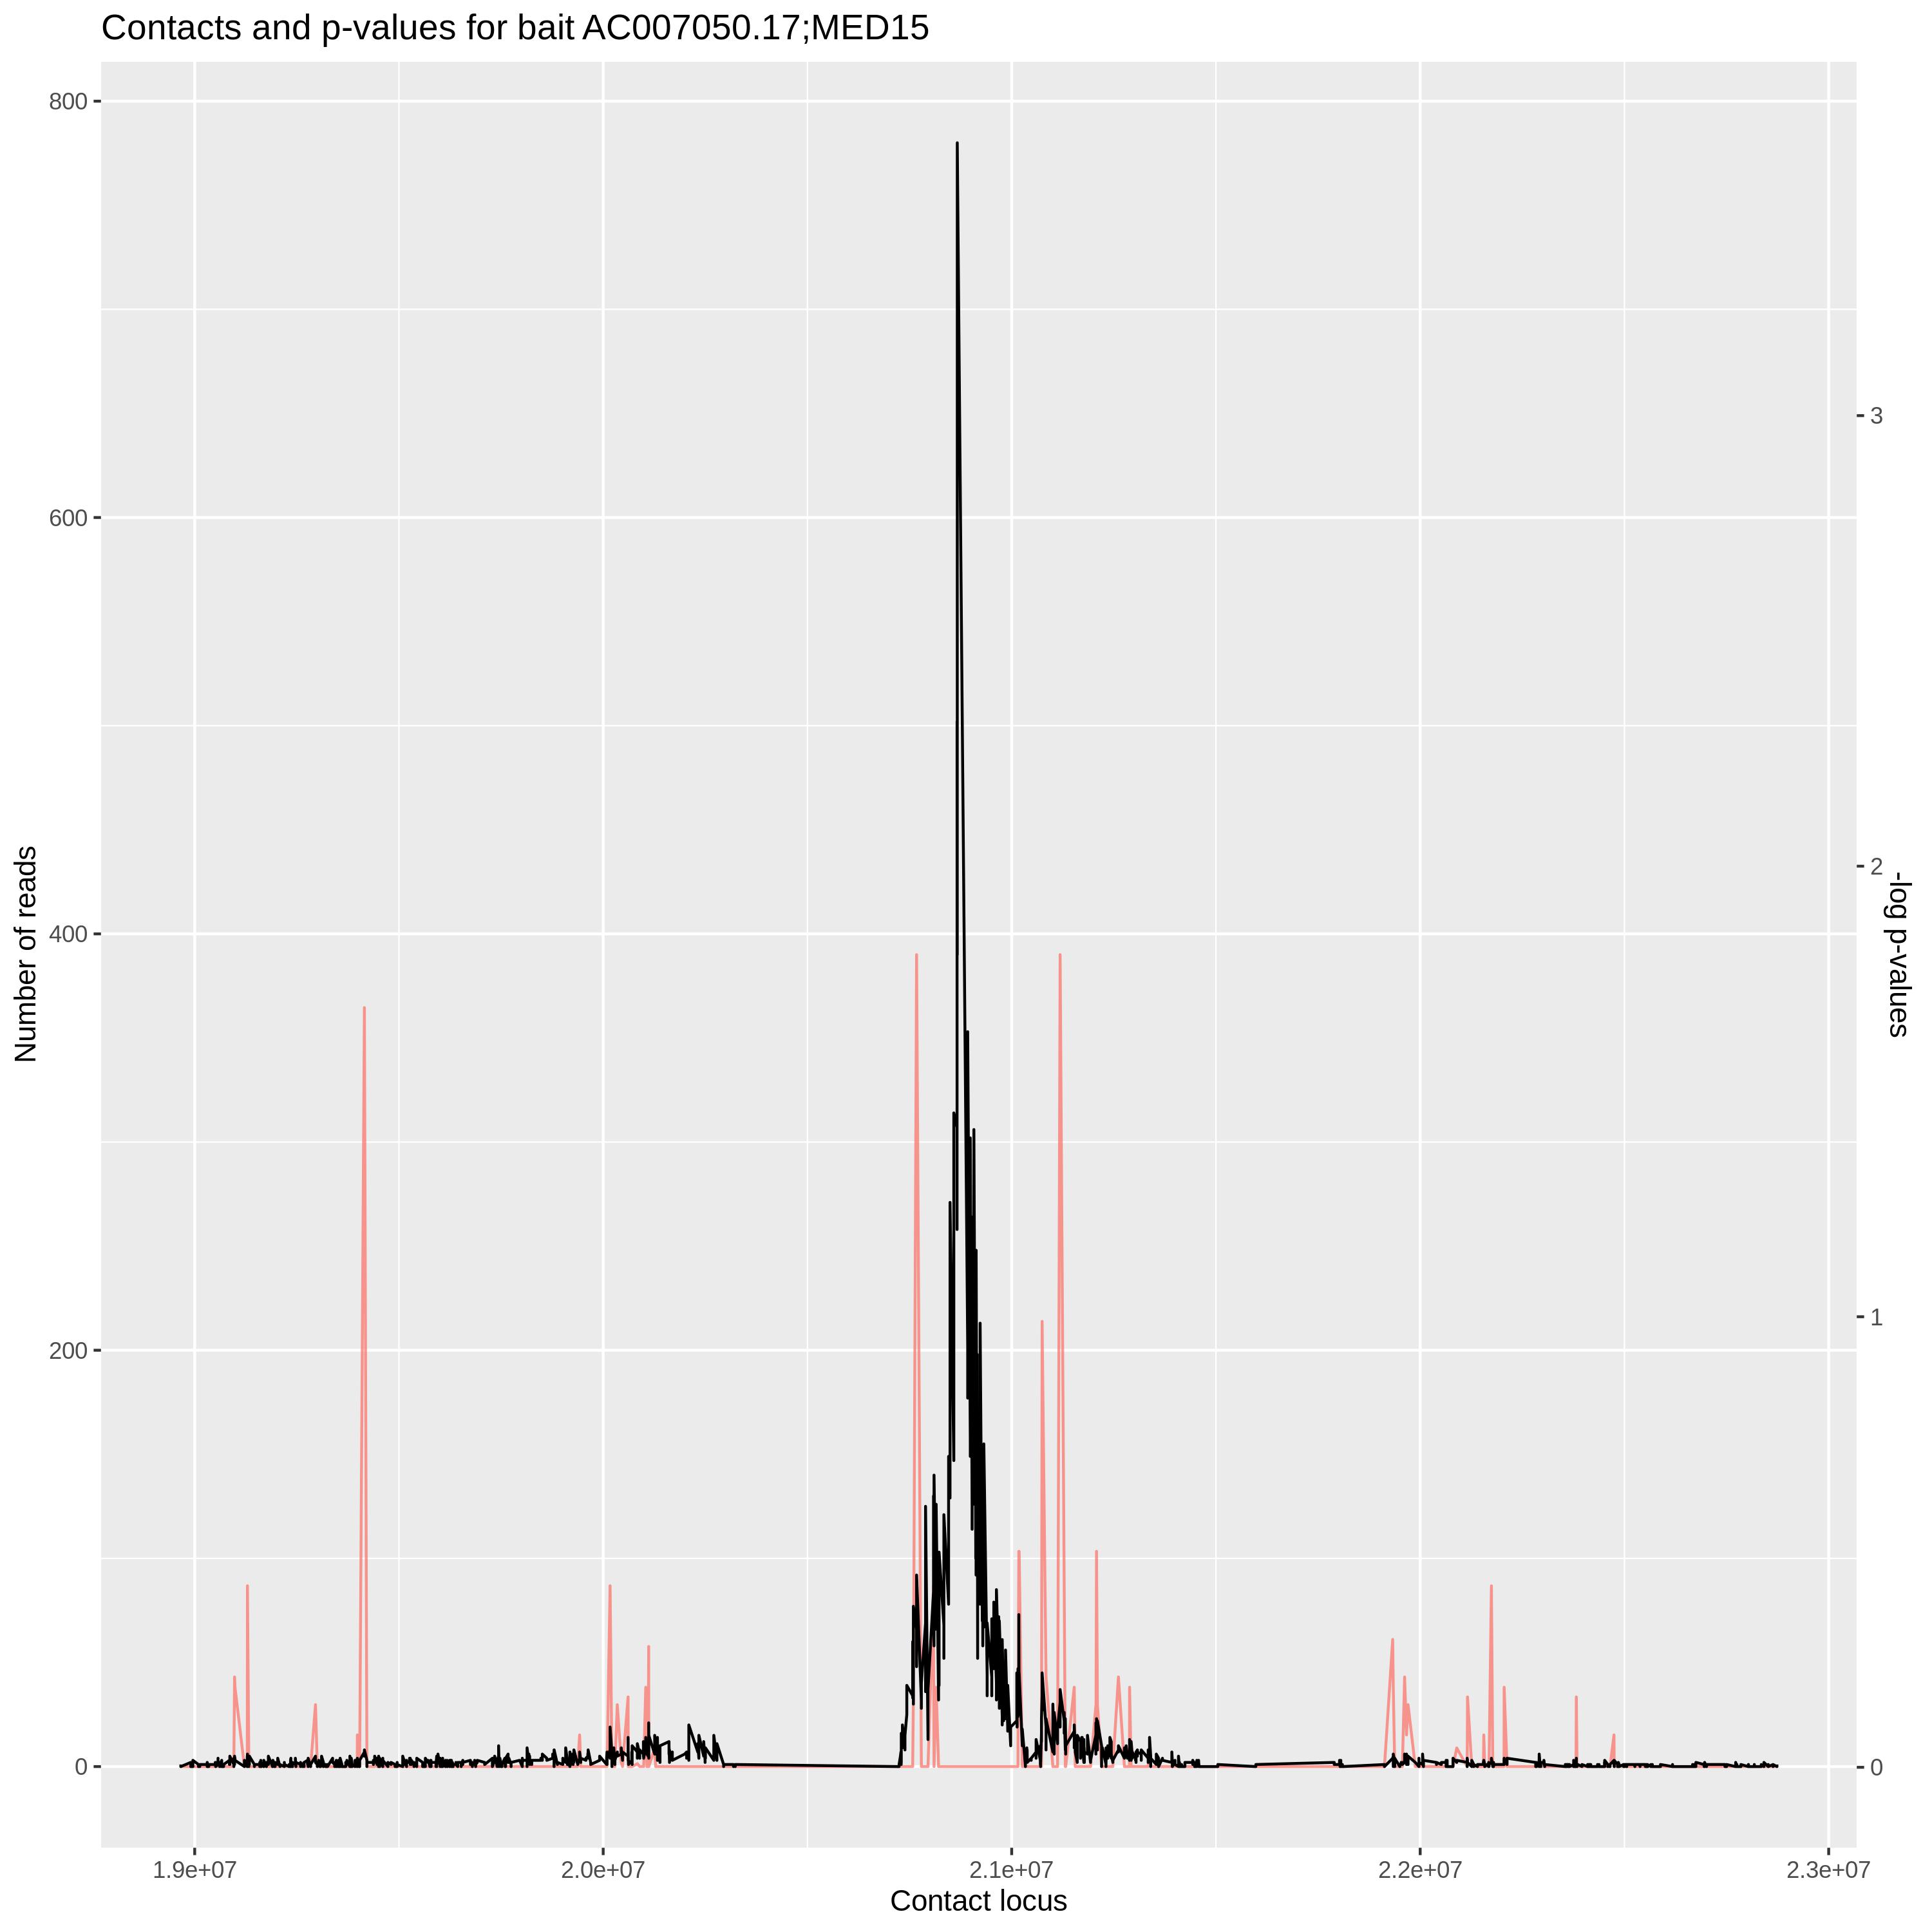 Contacts and p-values for bait AC007050.17;MED15
800
600
400
200
0
Number of reads
3
2
1
0
-log p-values
1.9e+07 2.0e+07 2.1e+07 2.2e+07 2.3e+07
Contact locus